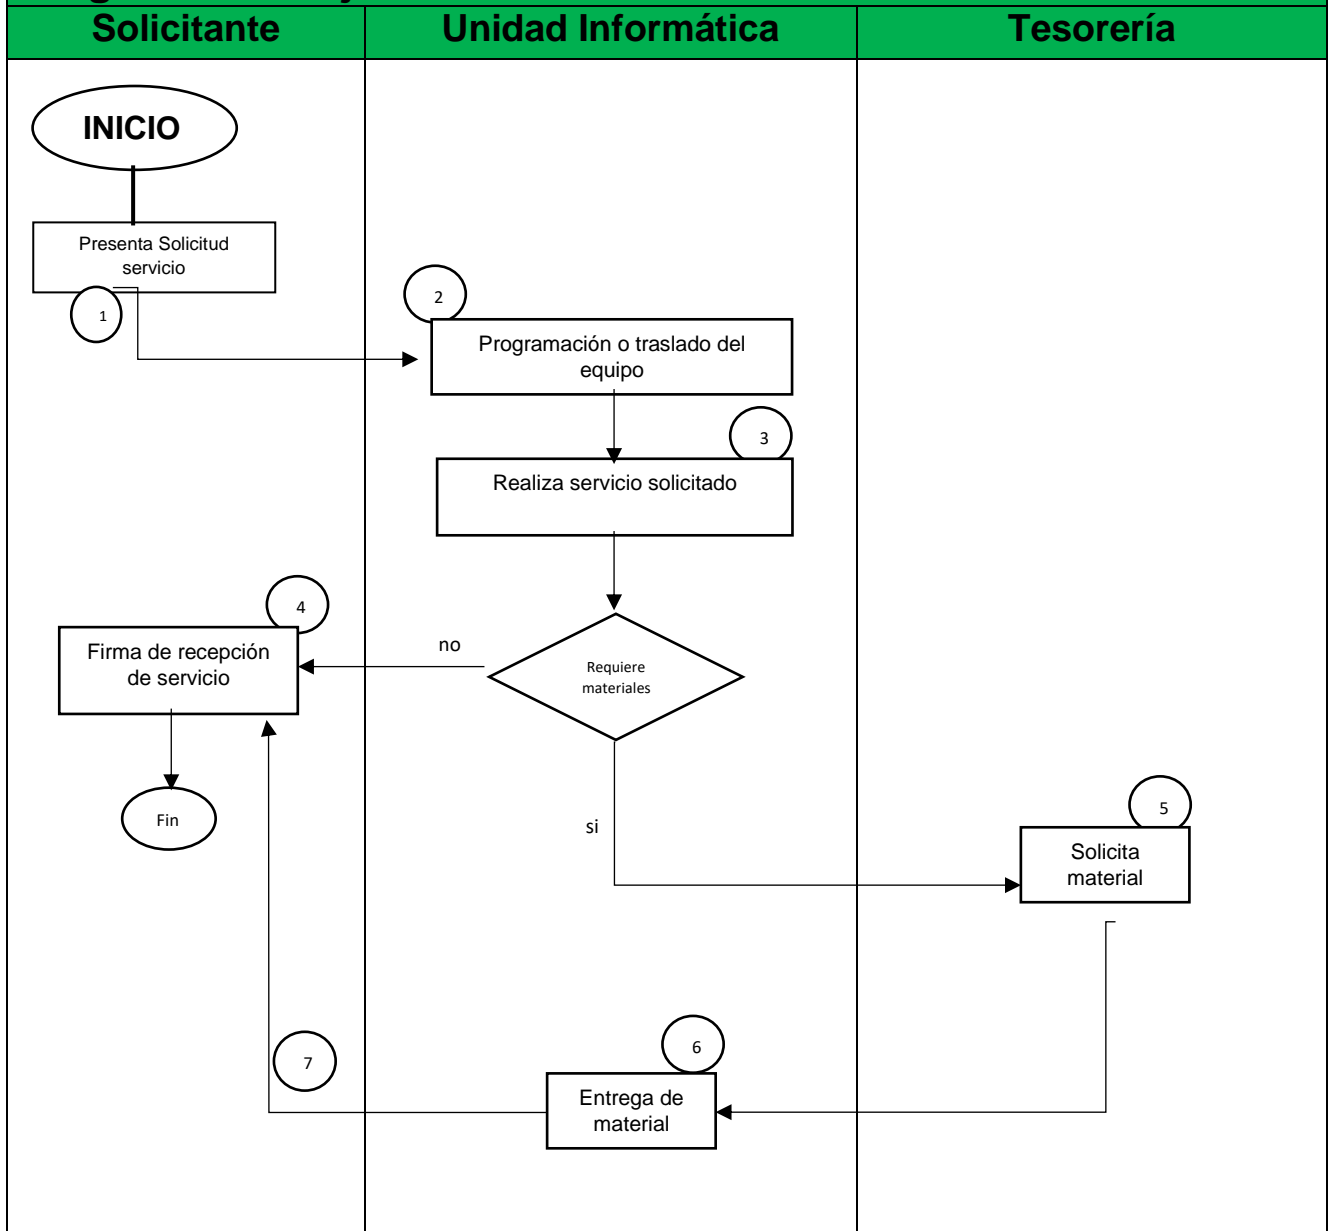 Solicitante
Unidad Informática
Tesorería
INICIO
Presenta Solicitud
servicio
1
2
Programación o traslado del
equipo
3
Realiza servicio solicitado
4
Firma de recepción
de servicio
no
Requiere
materiales
Fin
si
5
Solicita
material
6
7
Entrega de
material